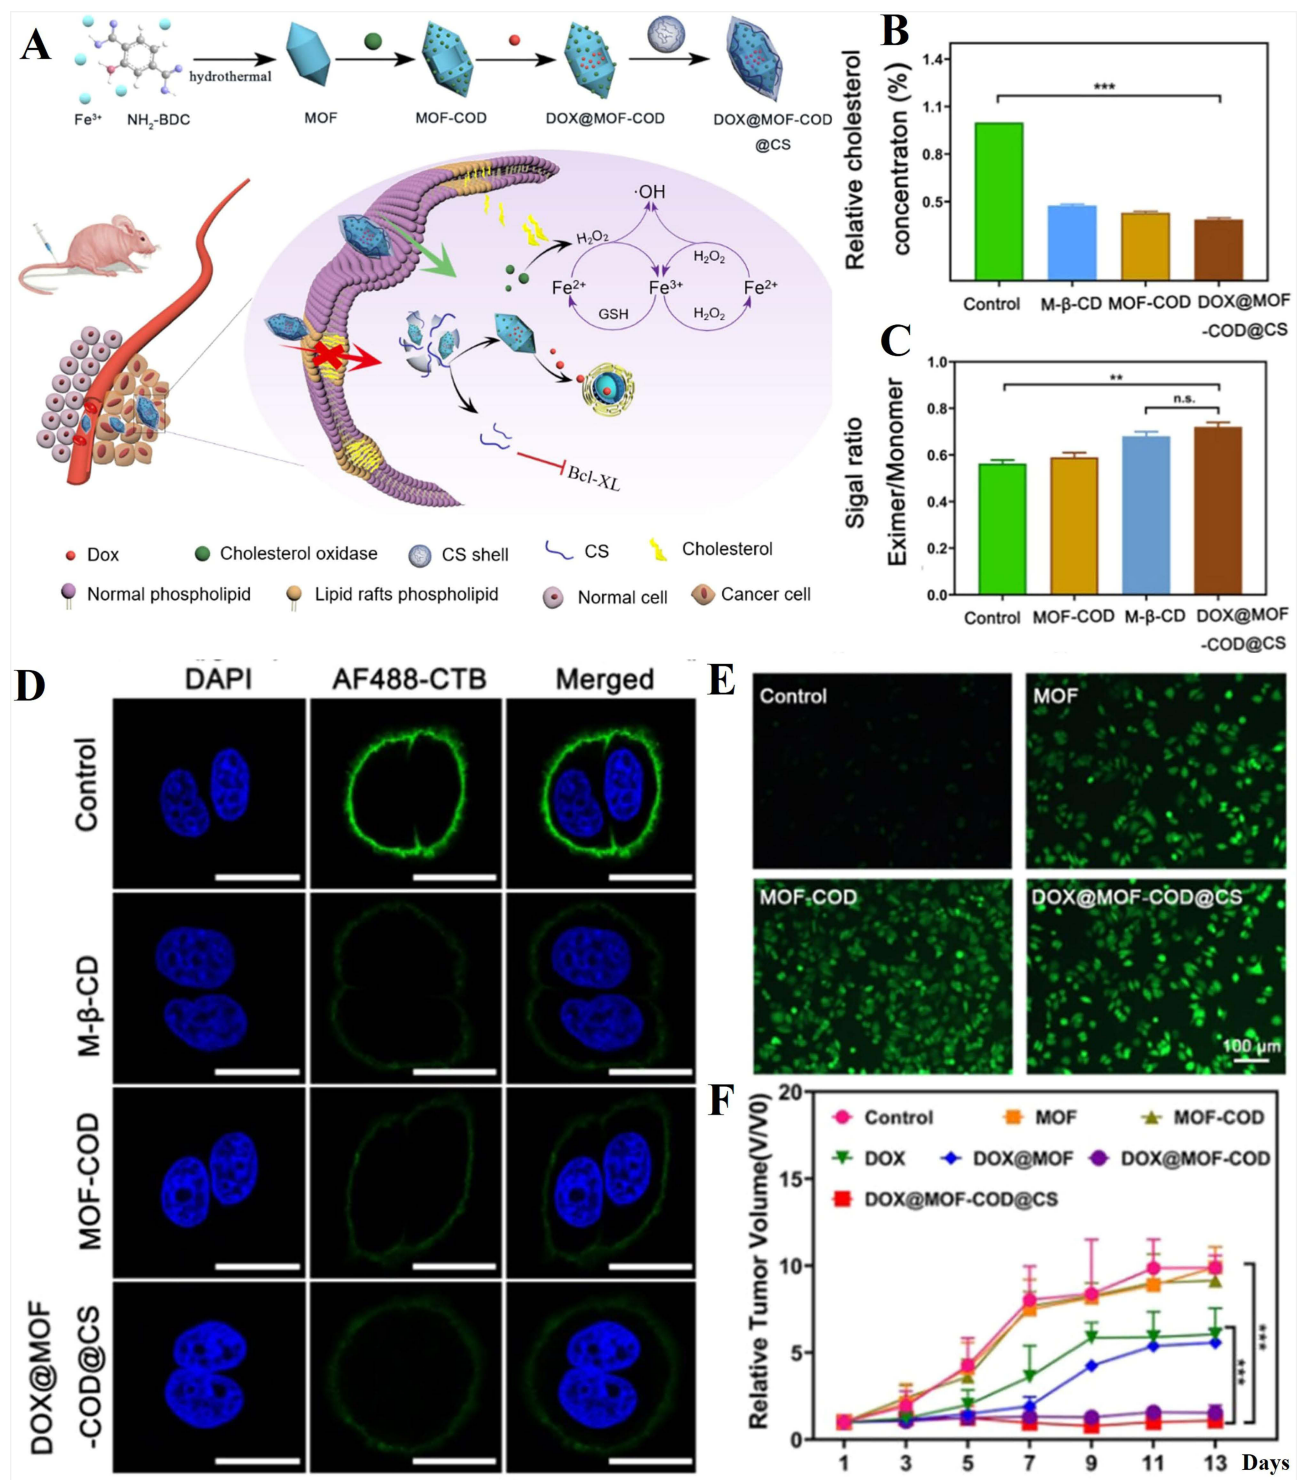 A
hydrothermal
Fe³⁺
NH₂-BDC
MOF
MOF-COD
DOX@MOF-COD
DOX@MOF-COD
@CS
·OH
H₂O₂
H₂O₂
Fe²⁺
Fe³⁺
Fe²⁺
GSH
H₂O₂
Bcl-XL
Dox
Cholesterol oxidase
CS shell
CS
Cholesterol
Normal phospholipid
Lipid rafts phospholipid
Normal cell
Cancer cell
B
Relative cholesterol
concentraton (%)
1.4
1.1
0.8
0.5
***
Control
M-β-CD
MOF-COD
DOX@MOF
-COD@CS
C
Sigal ratio
Eximer/Monomer
1.0
0.8
0.6
0.4
0.2
0.0
**
n.s.
Control
MOF-COD
M-β-CD
DOX@MOF
-COD@CS
D
DAPI
AF488-CTB
Merged
Control
M-β-CD
MOF-COD
DOX@MOF
-COD@CS
E
Control
MOF
MOF-COD
DOX@MOF-COD@CS
100 μm
F
Relative Tumor Volume(V/V0)
20
15
10
5
0
Control
MOF
MOF-COD
DOX
DOX@MOF
DOX@MOF-COD
DOX@MOF-COD@CS
***
***
1
3
5
7
9
11
13
Days